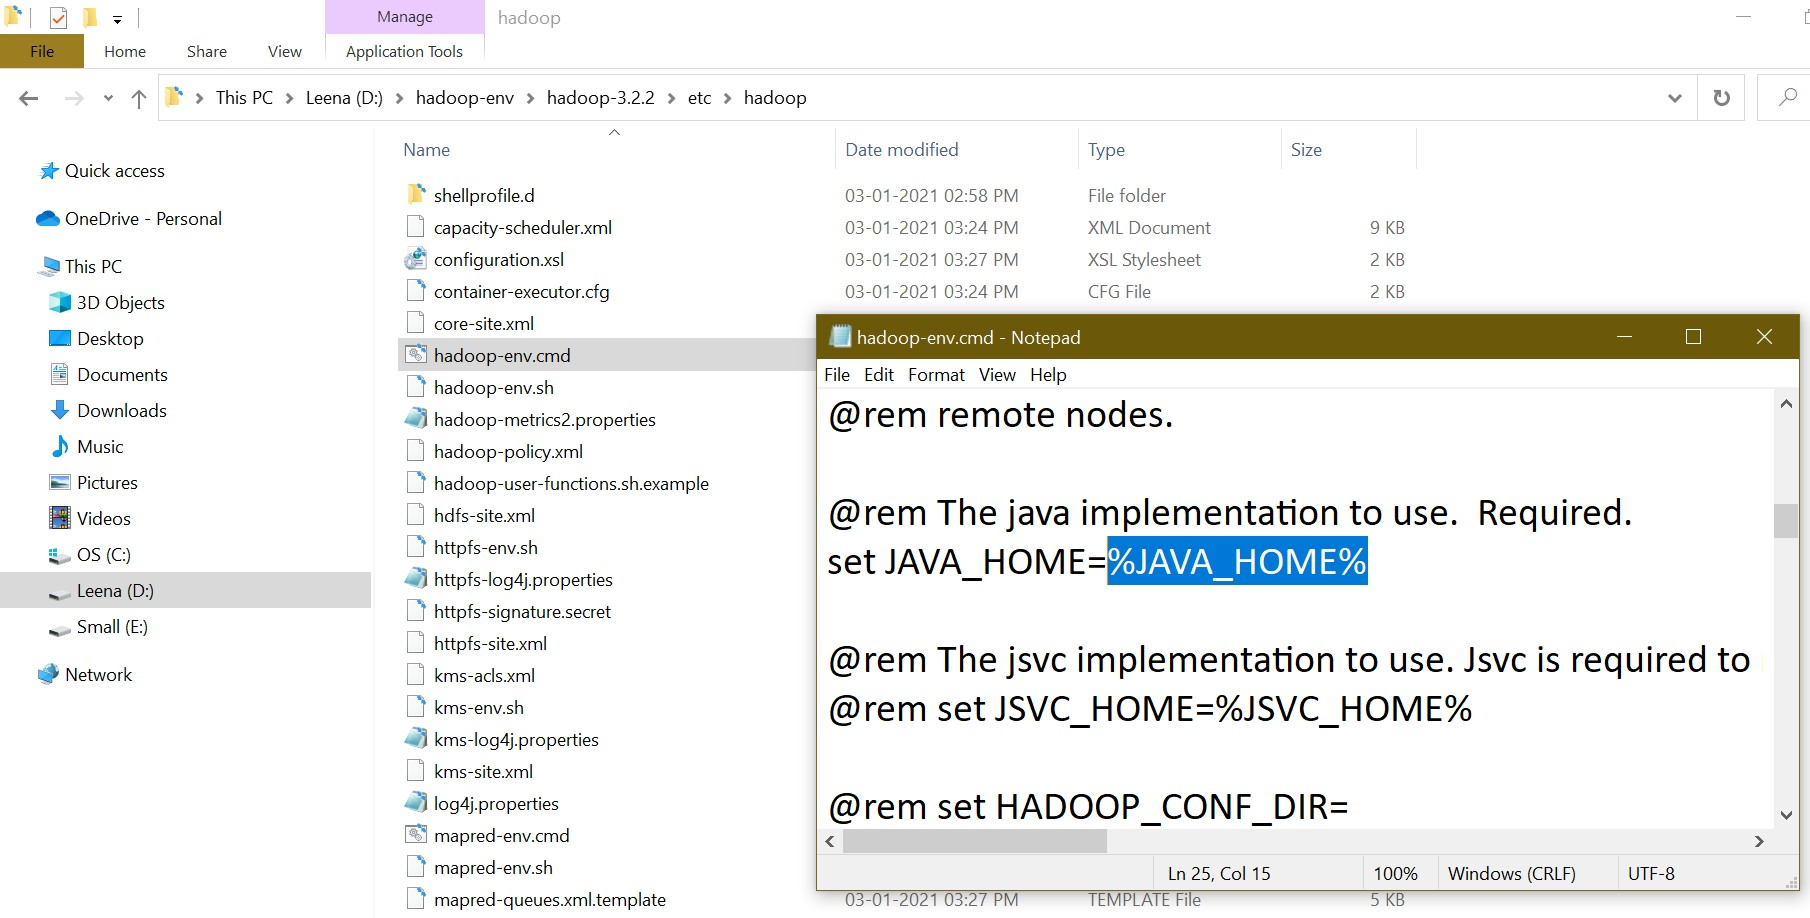 Manage
hadoop
File Home Share View Application Tools
This PC Leena (D:) hadoop-env hadoop-3.2.2 etc hadoop
Quick access
OneDrive - Personal
This PC
3D Objects
Desktop
Documents
Downloads
Music
Pictures
Videos
OS (C:)
Leena (D:)
Small (E:)
Network
Name Date modified Type Size
shellprofile.d 03-01-2021 02:58 PM File folder
capacity-scheduler.xml 03-01-2021 03:24 PM XML Document 9 KB
configuration.xsl 03-01-2021 03:27 PM XSL Stylesheet 2 KB
container-executor.cfg 03-01-2021 03:24 PM CFG File 2 KB
core-site.xml
hadoop-env.cmd
hadoop-env.sh
hadoop-metrics2.properties
hadoop-policy.xml
hadoop-user-functions.sh.example
hdfs-site.xml
httpfs-env.sh
httpfs-log4j.properties
httpfs-signature.secret
httpfs-site.xml
kms-acls.xml
kms-env.sh
kms-log4j.properties
kms-site.xml
log4j.properties
mapred-env.cmd
mapred-env.sh
mapred-queues.xml.template 03-01-2021 03:27 PM TEMPLATE File 5 KB
hadoop-env.cmd - Notepad
File Edit Format View Help
@rem remote nodes.
@rem The java implementation to use.  Required.
set JAVA_HOME=%JAVA_HOME%
@rem The jsvc implementation to use. Jsvc is required to
@rem set JSVC_HOME=%JSVC_HOME%
@rem set HADOOP_CONF_DIR=
Ln 25, Col 15 100% Windows (CRLF) UTF-8